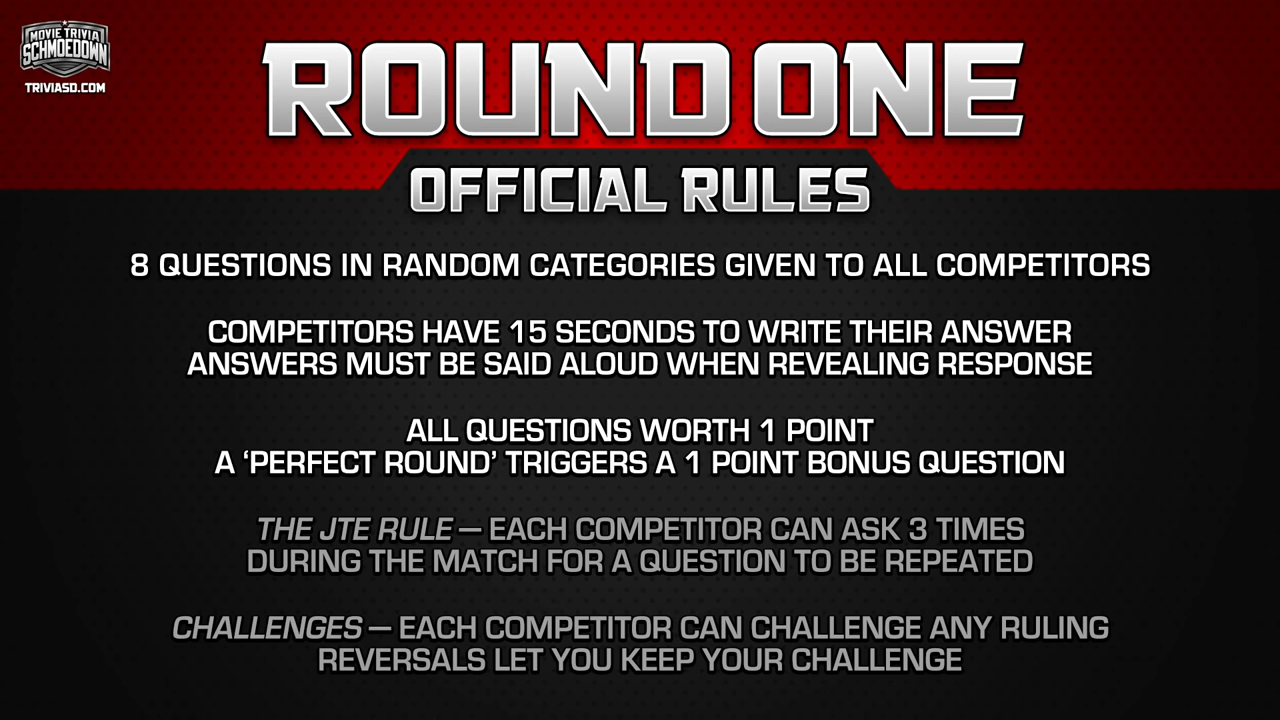 MOVIE TRIVIA
SCHMOEDOWN
TRIVIASD.COM
ROUND ONE
OFFICIAL RULES
8 QUESTIONS IN RANDOM CATEGORIES GIVEN TO ALL COMPETITORS
COMPETITORS HAVE 15 SECONDS TO WRITE THEIR ANSWER
ANSWERS MUST BE SAID ALOUD WHEN REVEALING RESPONSE
ALL QUESTIONS WORTH 1 POINT
A ‘PERFECT ROUND’ TRIGGERS A 1 POINT BONUS QUESTION
THE JTE RULE – EACH COMPETITOR CAN ASK 3 TIMES
DURING THE MATCH FOR A QUESTION TO BE REPEATED
CHALLENGES – EACH COMPETITOR CAN CHALLENGE ANY RULING
REVERSALS LET YOU KEEP YOUR CHALLENGE